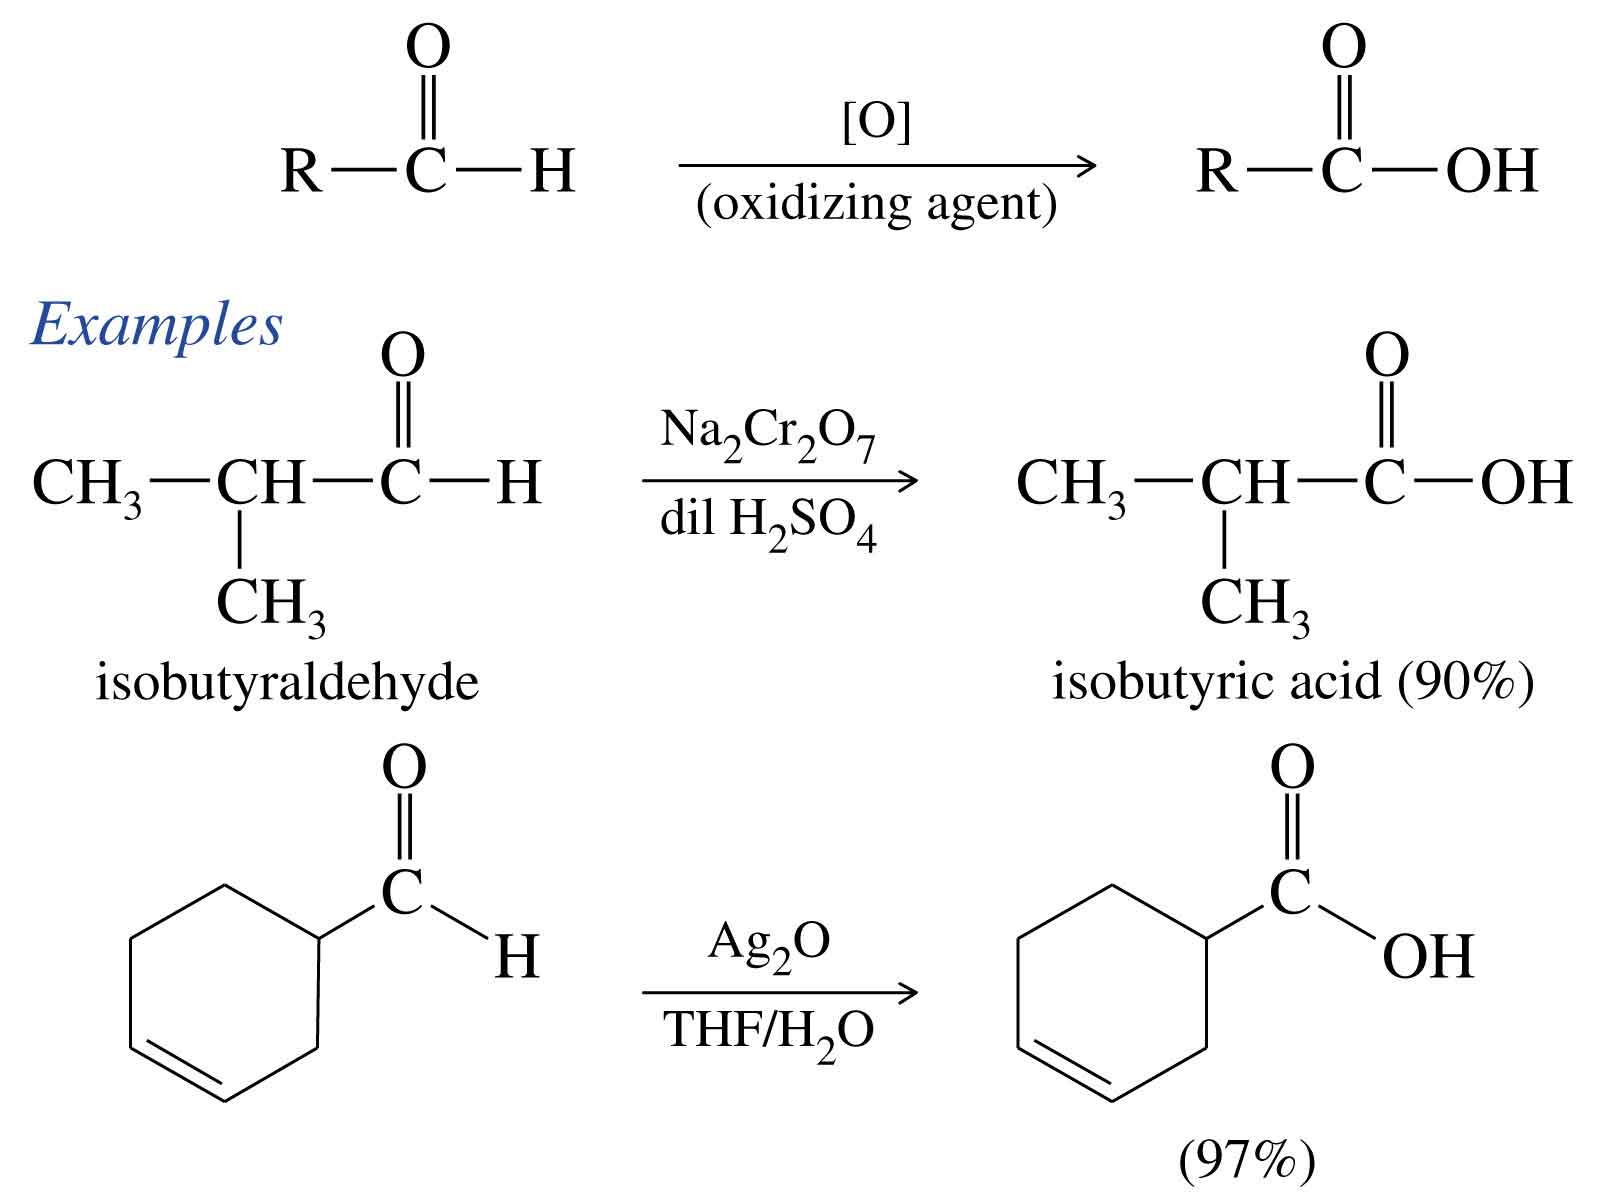 O O
R—C—H [O] R—C—OH
(oxidizing agent)
Examples
O O
CH₃—CH—C—H Na₂Cr₂O₇ CH₃—CH—C—OH
dil H₂SO₄
CH₃ CH₃
isobutyraldehyde isobutyric acid (90%)
O O
C C
H Ag₂O OH
THF/H₂O
(97%)